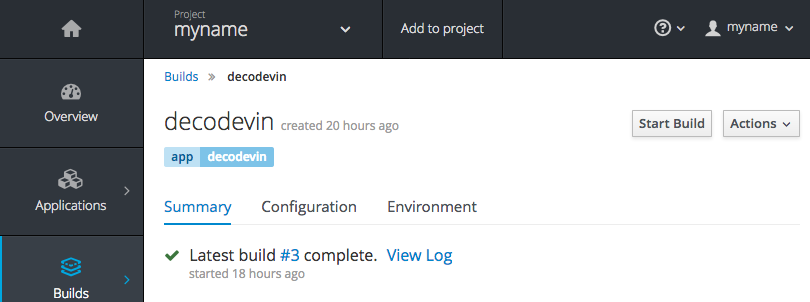 Project
myname
Add to project
myname
Overview
Applications
Builds
Builds » decodevin
decodevin created 20 hours ago
Start Build
Actions
app decodevin
Summary Configuration Environment
Latest build #3 complete. View Log
started 18 hours ago